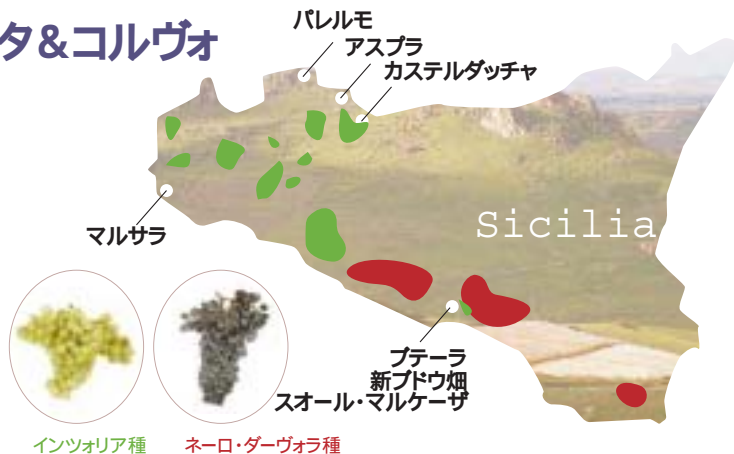 タ&コルヴォ
パレルモ
アスプラ
カステルダッチャ
マルサラ
Sicilia
ブテーラ
新ブドウ畑
スオール・マルケーザ
インツォリア種
ネーロ・ダーヴォラ種